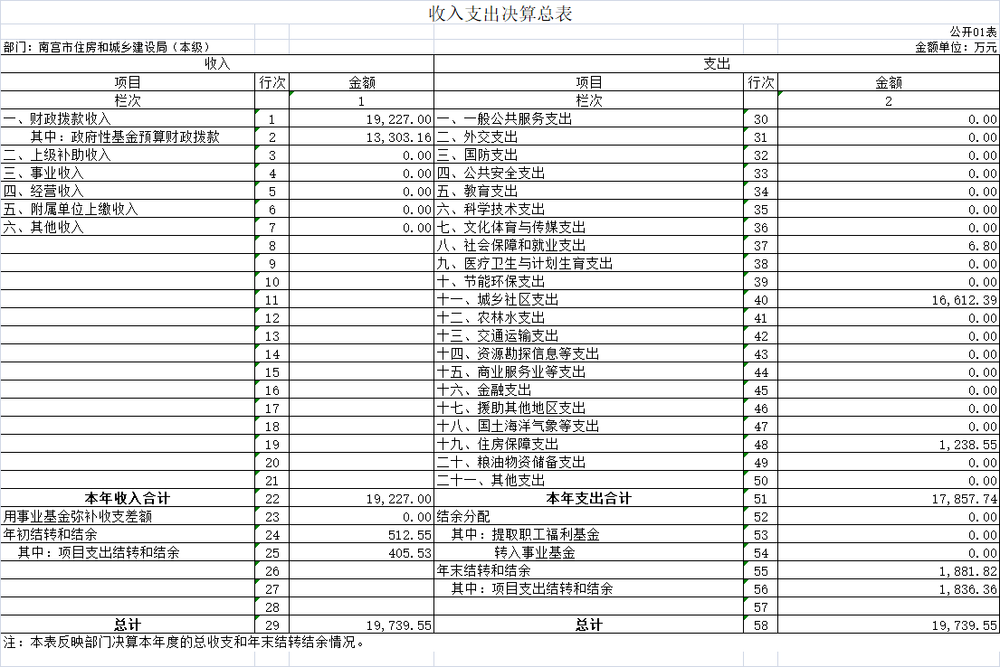 收入支出决算总表
公开01表
部门：南宫市住房和城乡建设局（本级） 金额单位：万元
收入 支出
项目 行次 金额 项目 行次 金额
栏次 1 栏次 2
一、财政拨款收入 1 19,227.00 一、一般公共服务支出 30 0.00
其中：政府性基金预算财政拨款 2 13,303.16 二、外交支出 31 0.00
二、上级补助收入 3 0.00 三、国防支出 32 0.00
三、事业收入 4 0.00 四、公共安全支出 33 0.00
四、经营收入 5 0.00 五、教育支出 34 0.00
五、附属单位上缴收入 6 0.00 六、科学技术支出 35 0.00
六、其他收入 7 0.00 七、文化体育与传媒支出 36 0.00
8 八、社会保障和就业支出 37 6.80
9 九、医疗卫生与计划生育支出 38 0.00
10 十、节能环保支出 39 0.00
11 十一、城乡社区支出 40 16,612.39
12 十二、农林水支出 41 0.00
13 十三、交通运输支出 42 0.00
14 十四、资源勘探信息等支出 43 0.00
15 十五、商业服务业等支出 44 0.00
16 十六、金融支出 45 0.00
17 十七、援助其他地区支出 46 0.00
18 十八、国土海洋气象等支出 47 0.00
19 十九、住房保障支出 48 1,238.55
20 二十、粮油物资储备支出 49 0.00
21 二十一、其他支出 50 0.00
本年收入合计 22 19,227.00 本年支出合计 51 17,857.74
用事业基金弥补收支差额 23 0.00 结余分配 52 0.00
年初结转和结余 24 512.55 其中：提取职工福利基金 53 0.00
其中：项目支出结转和结余 25 405.53 转入事业基金 54 0.00
26 年末结转和结余 55 1,881.82
27 其中：项目支出结转和结余 56 1,836.36
28 57
总计 29 19,739.55 总计 58 19,739.55
注：本表反映部门决算本年度的总收支和年末结转结余情况。